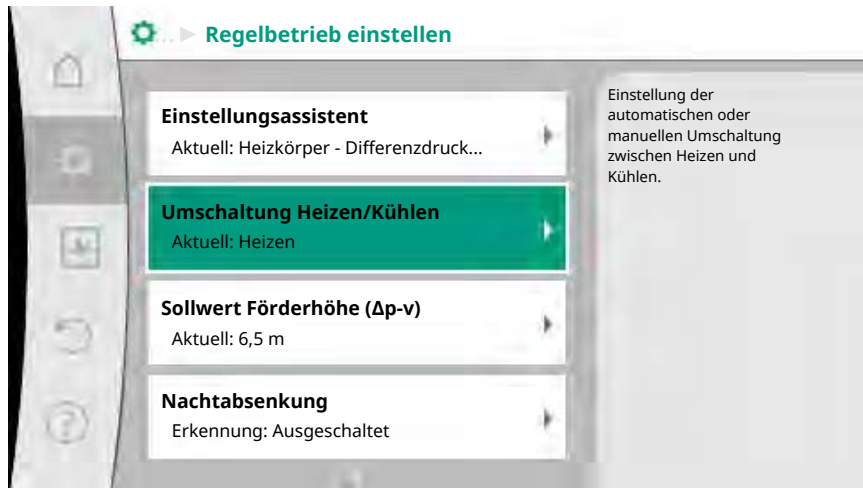 Regelbetrieb einstellen
Einstellungsassistent
Aktuell: Heizkörper - Differenzdruck...
Umschaltung Heizen/Kühlen
Aktuell: Heizen
Sollwert Förderhöhe (Δp-v)
Aktuell: 6,5 m
Nachtabsenkung
Erkennung: Ausgeschaltet
Einstellung der
automatischen oder
manuellen Umschaltung
zwischen Heizen und
Kühlen.
?